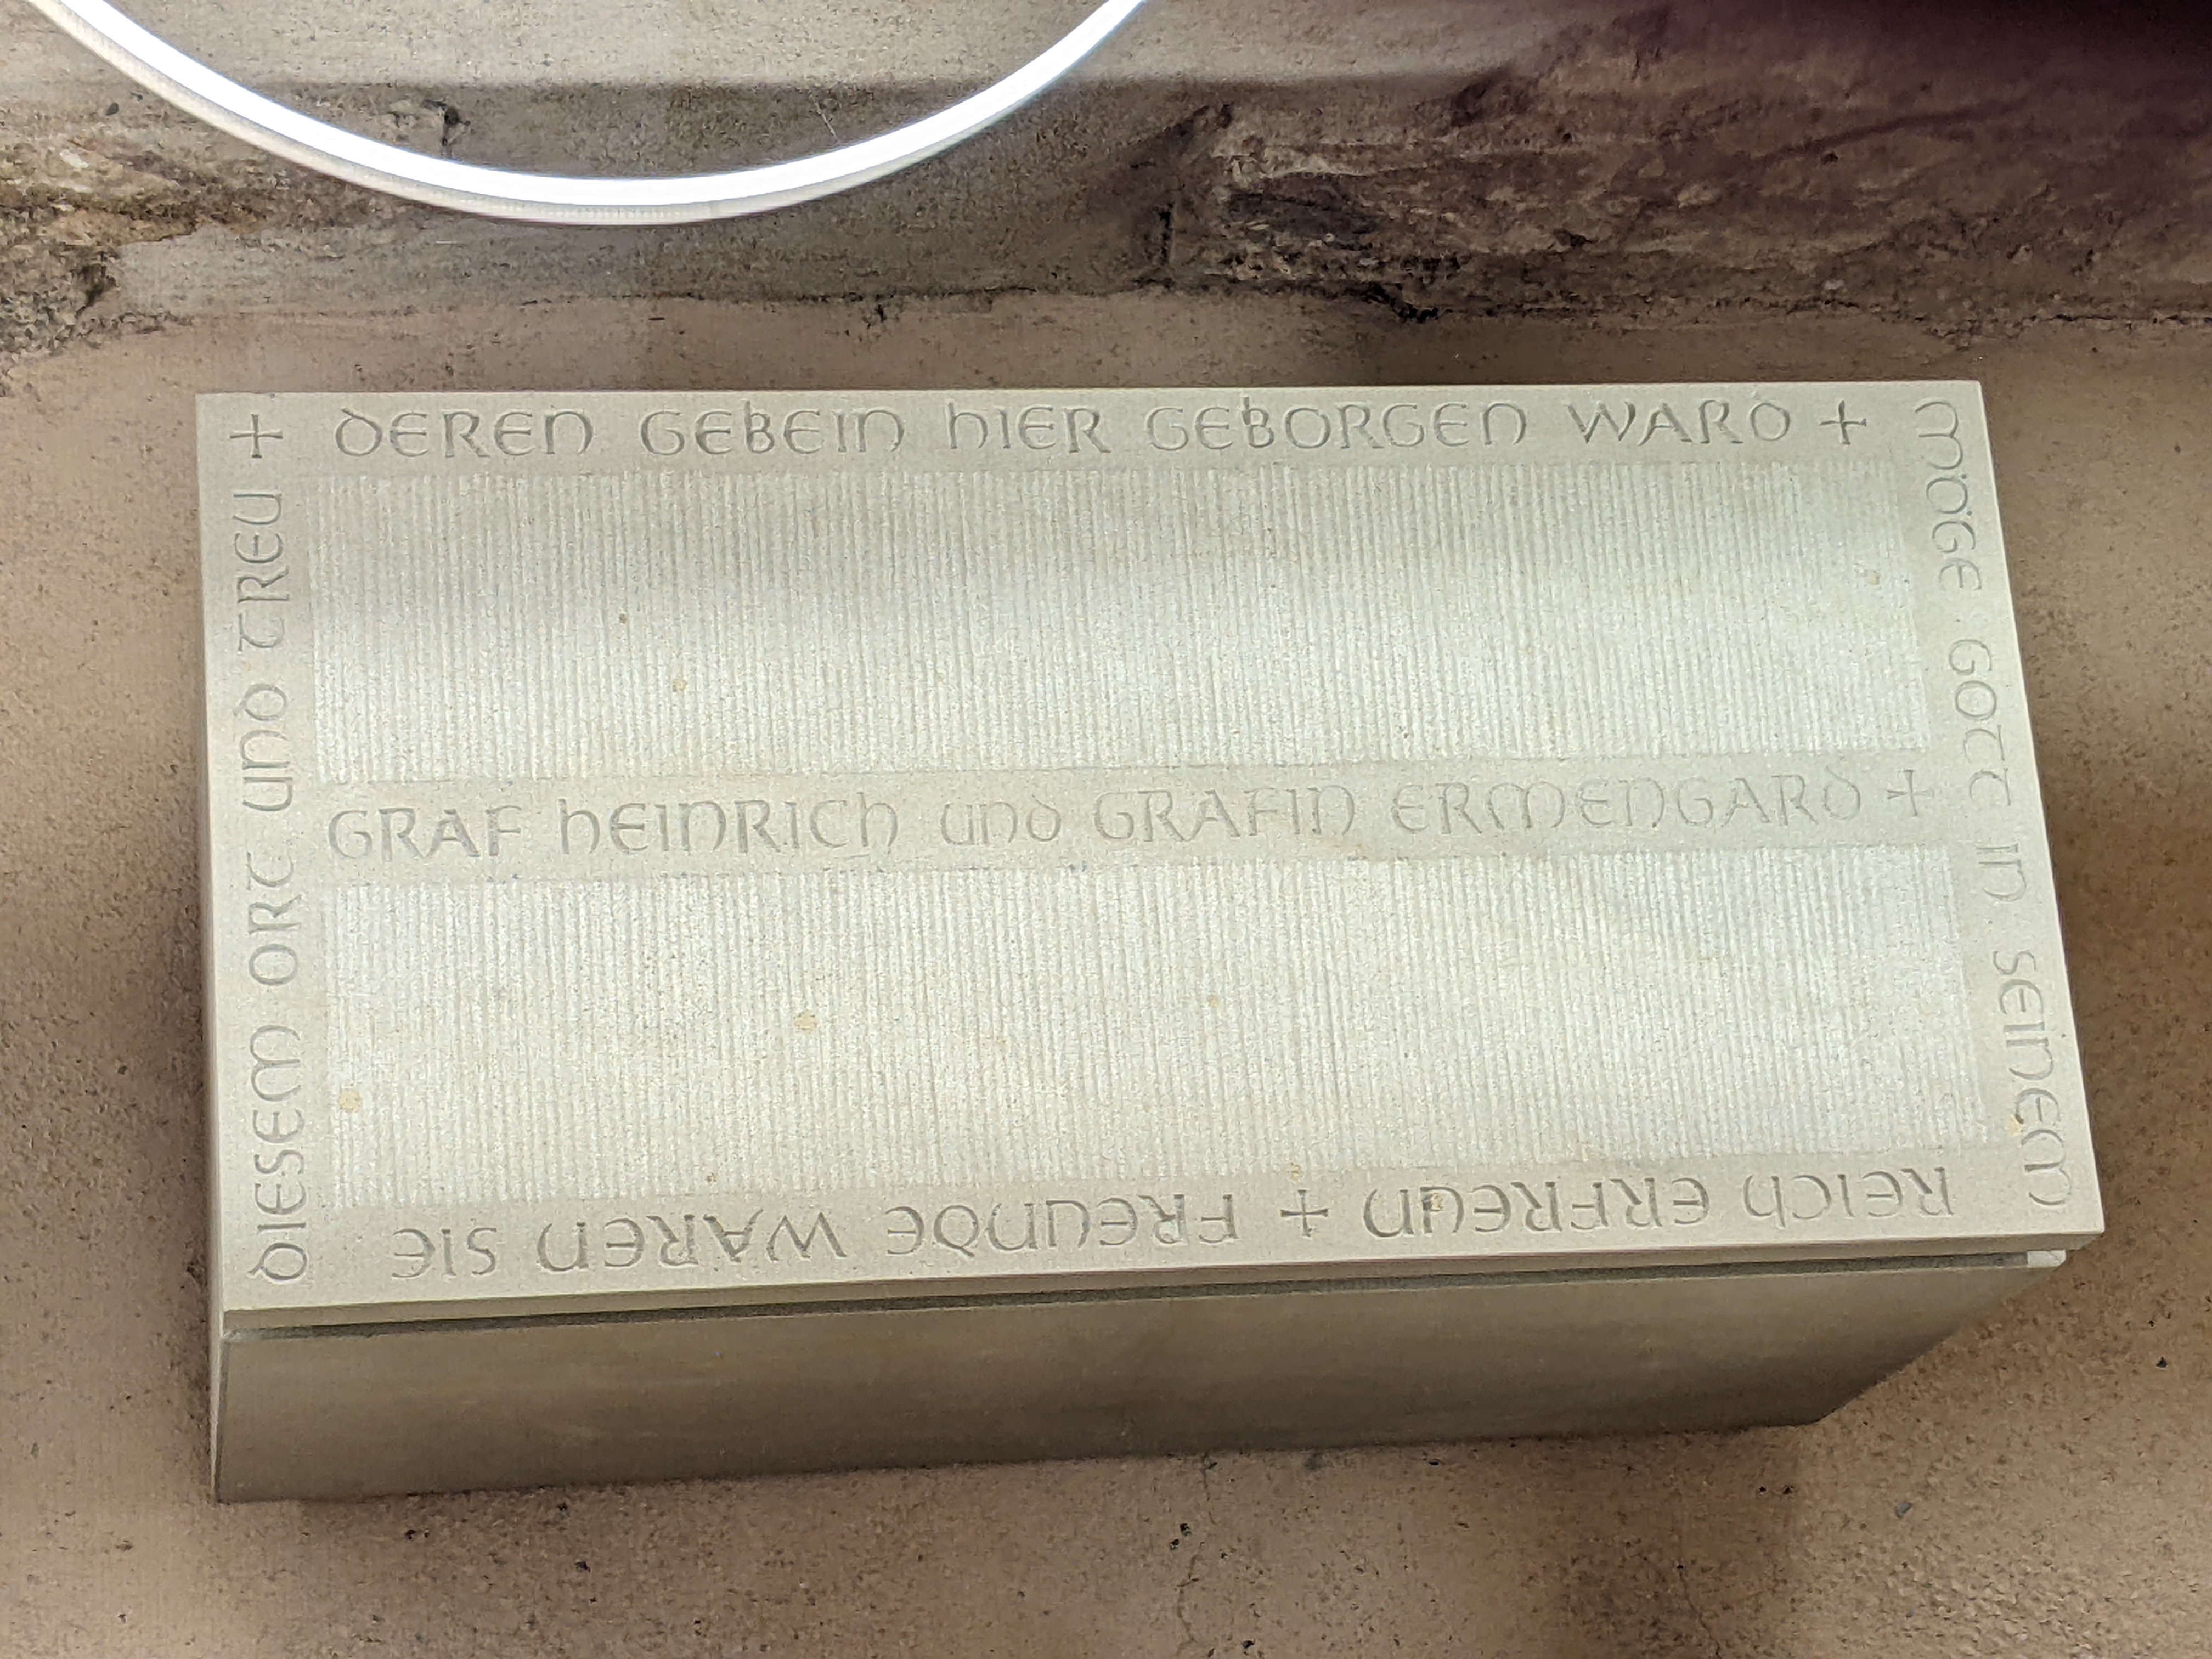 GRAF HEINRICH UND GRAFIN ERMENGARD +
DEREN GEBEIN HIER GEBORGEN WARD +
MÖGE GOTT IN SEINEM
REICH ERFREUN + FREUNDE WAREN SIE
DIESEM ORT UND TREU +